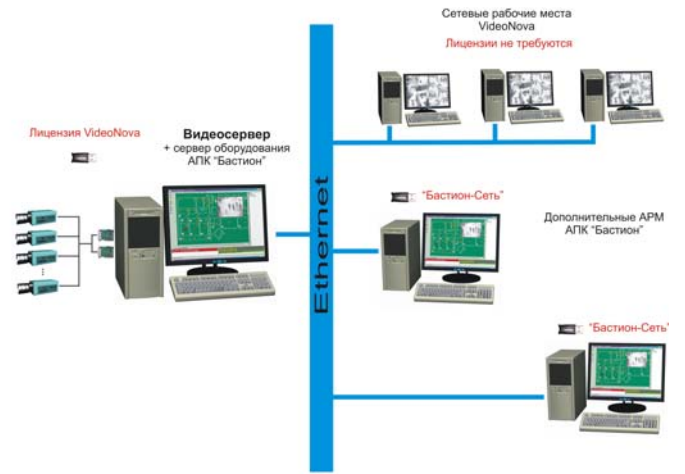 Сетевые рабочие места
VideoNova
Лицензии не требуются
Лицензия VideoNova
Видеосервер
+ сервер оборудования
АПК "Бастион"
Ethernet
"Бастион-Сеть"
Дополнительные АРМ
АПК "Бастион"
"Бастион-Сеть"